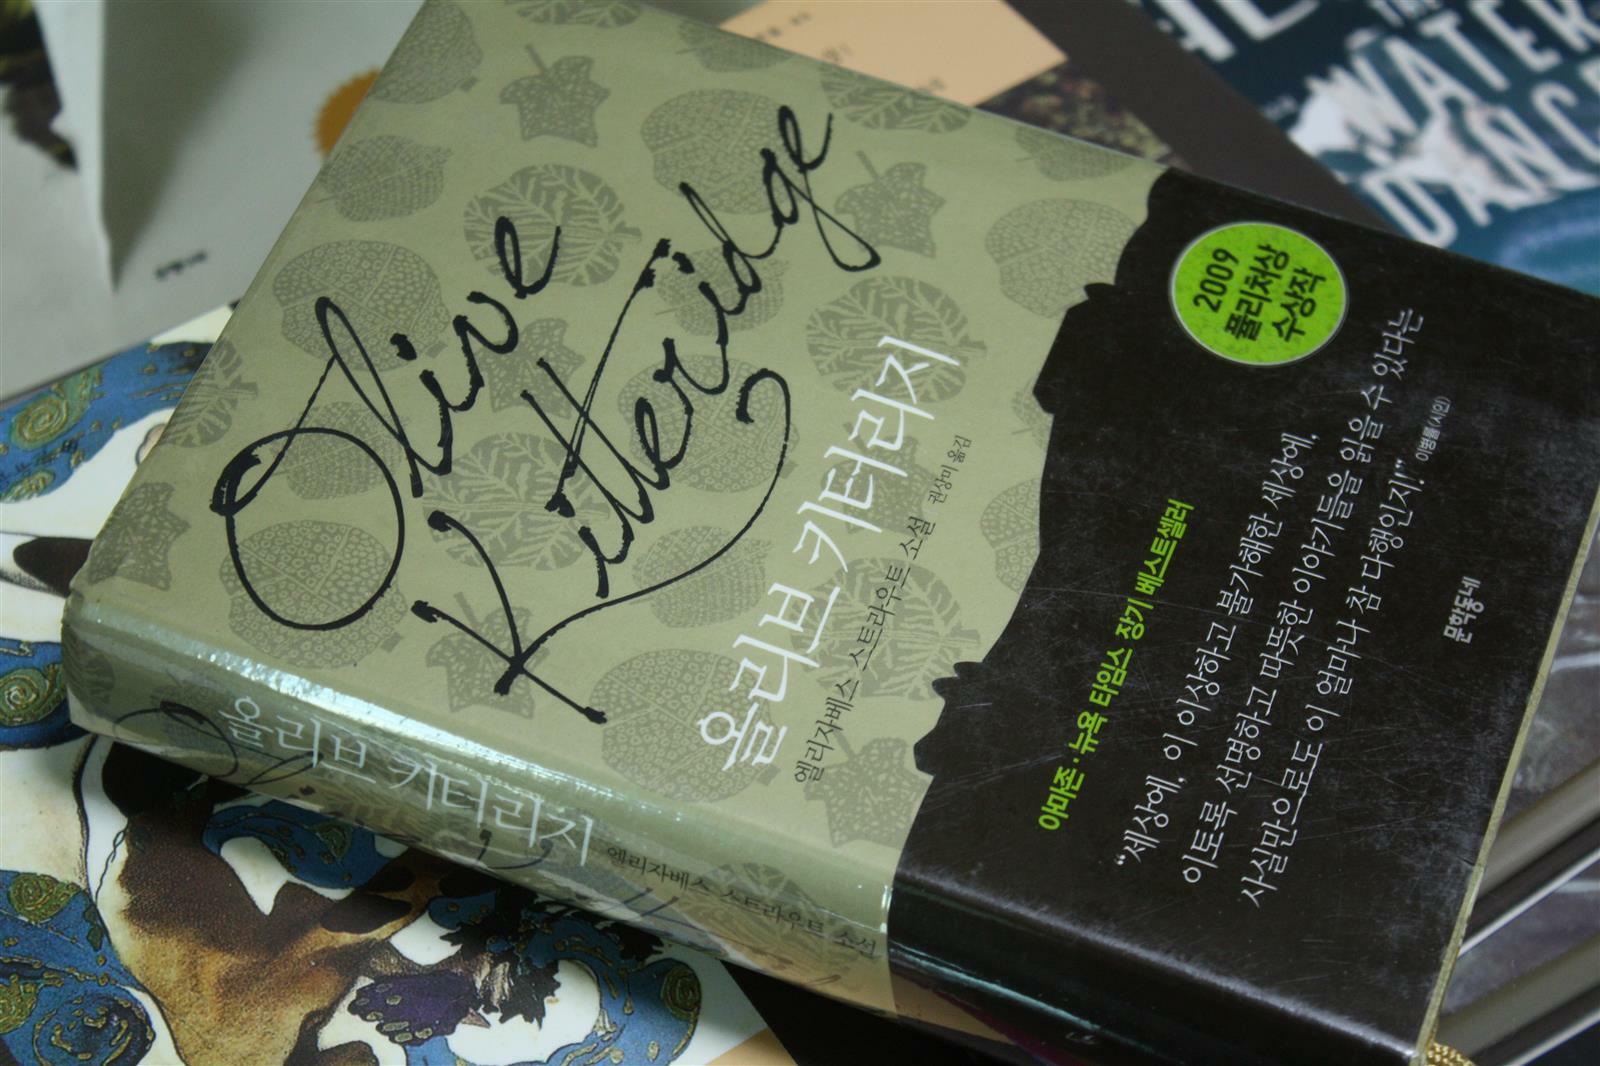 Olive
Kitteridge
올리브 키터리지
엘리자베스 스트라우트 소설 권상미 옮김
2009
퓰리처상
수상작
아마존·뉴욕 타임스 장기 베스트셀러
“세상에, 이 이상하고 불가해한 세상에,
이토록 선명하고 따뜻한 이야기들을 읽을 수 있다는
사실만으로도 이 얼마나 참 다행인지!” 이병률(시인)
문학동네
올리브 키터리지 엘리자베스 스트라우트 소설
WATER